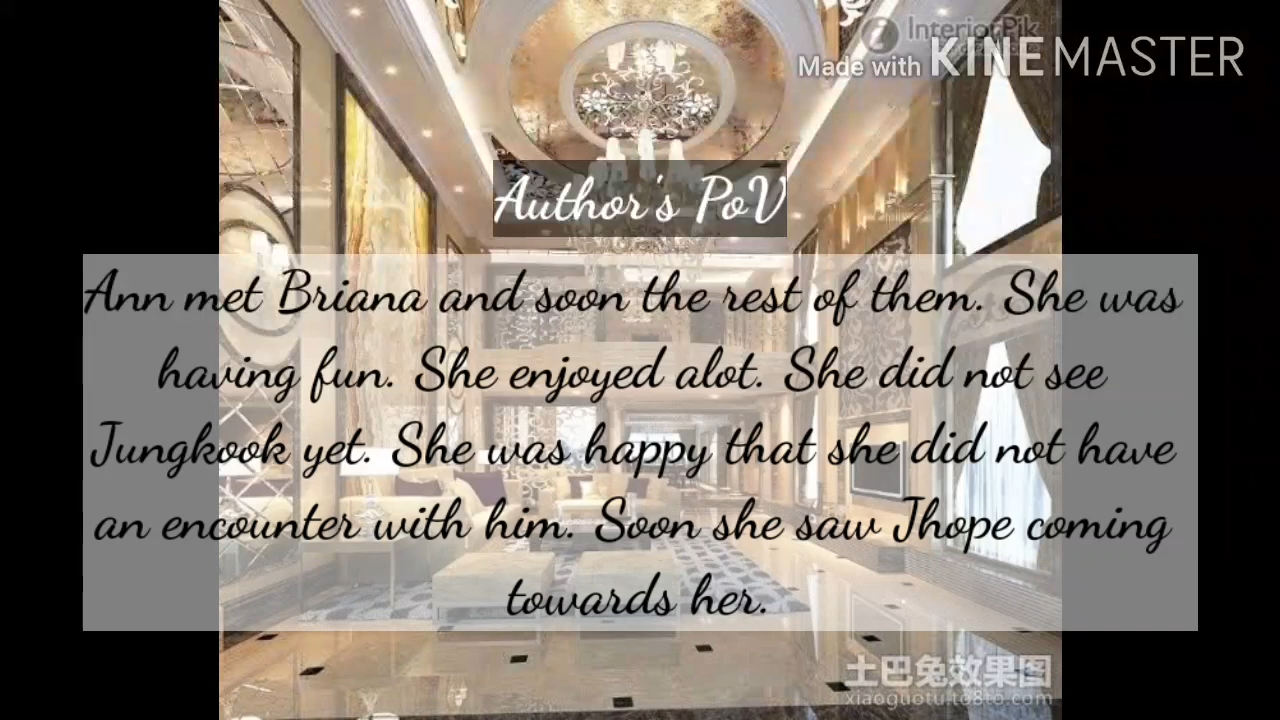 InteriorPik
Made with KINEMASTER
Author's PoV
Ann met Briana and soon the rest of them. She was
having fun. She enjoyed alot. She did not see
Jungkook yet. She was happy that she did not have
an encounter with him. Soon she saw Jhope coming
towards her.
土巴兔效果图
xiaoguotu.to8to.com